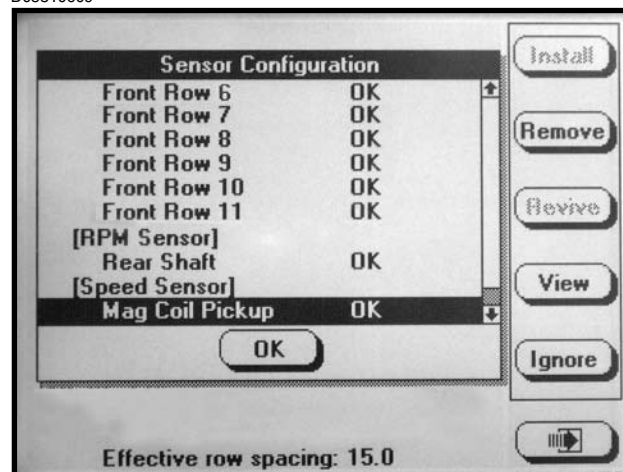 Sensor Configuration
Front Row 6 OK
Front Row 7 OK
Front Row 8 OK
Front Row 9 OK
Front Row 10 OK
Front Row 11 OK
[RPM Sensor]
Rear Shaft OK
[Speed Sensor]
Mag Coil Pickup OK
OK
Effective row spacing: 15.0
Install
Remove
Revive
View
Ignore